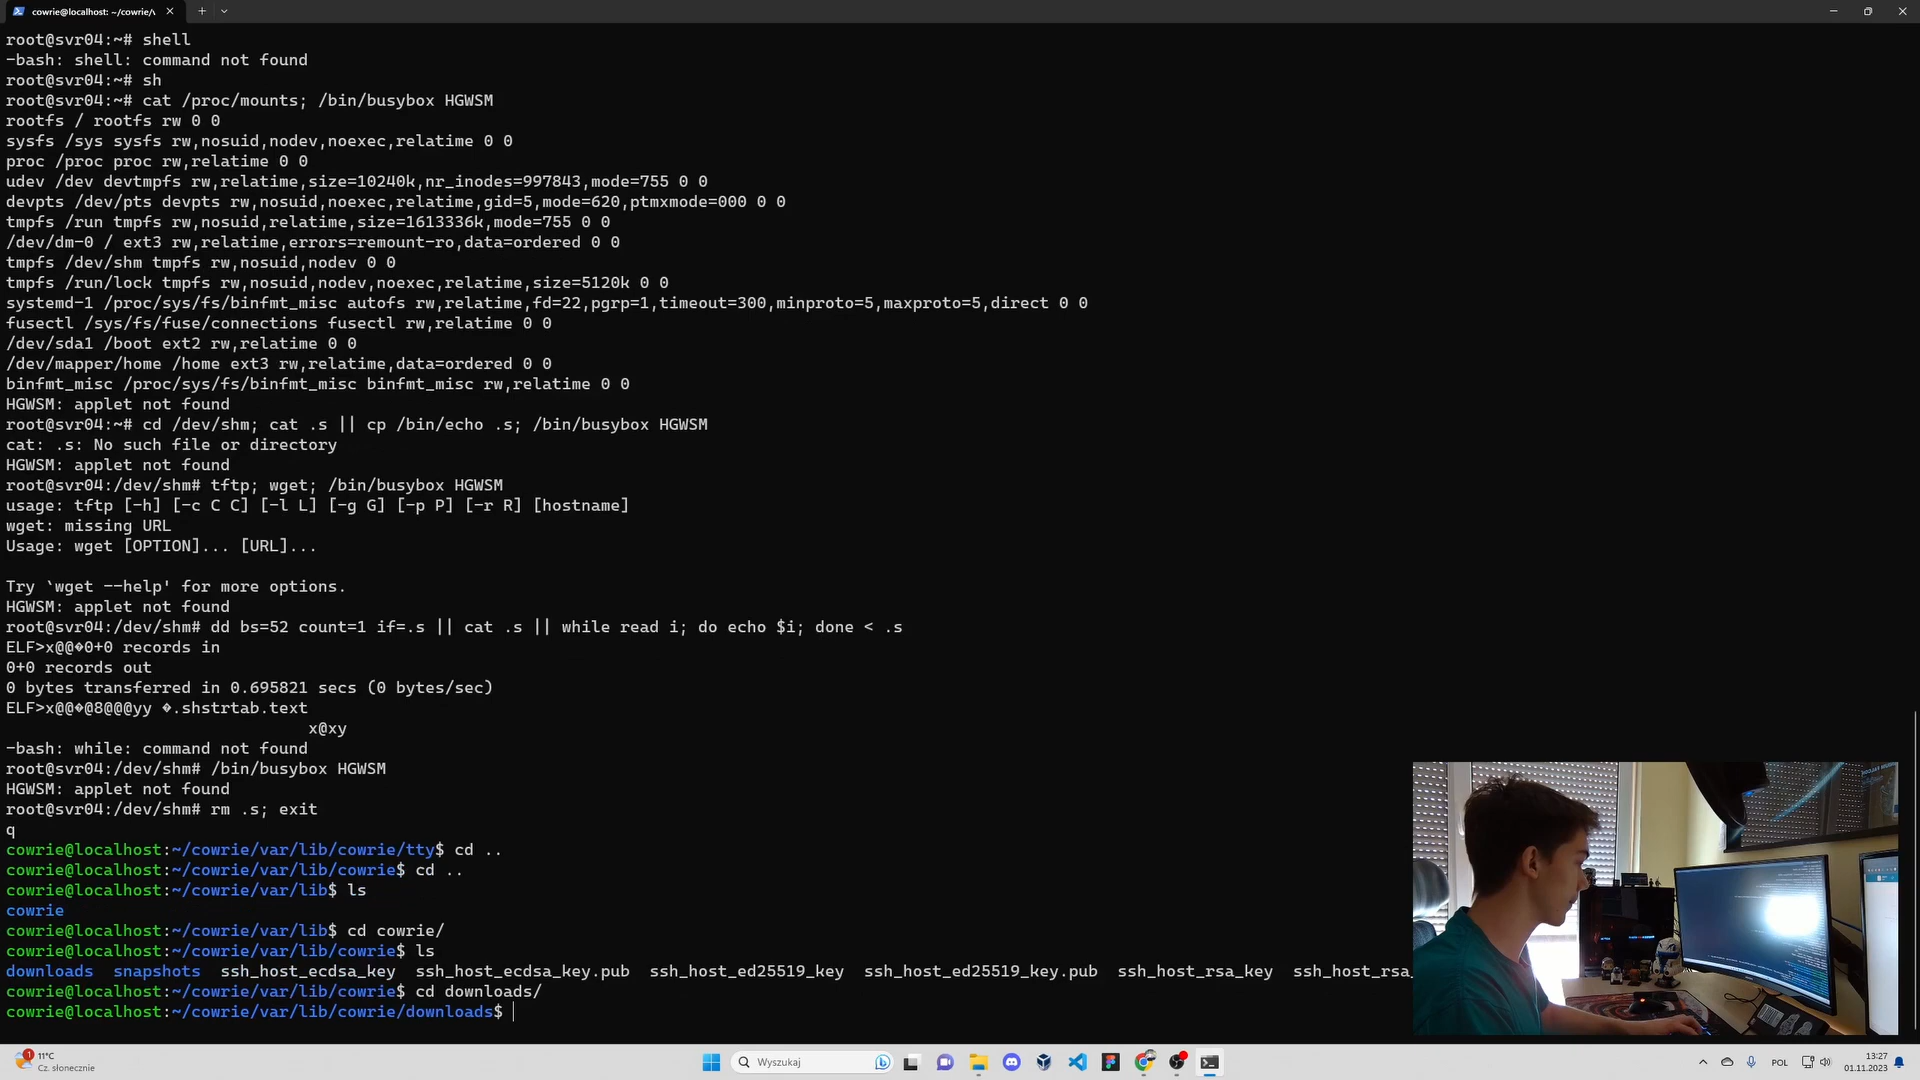 cowrie@localhost: ~/cowrie/v
root@svr04:~# shell
-bash: shell: command not found
root@svr04:~# sh
root@svr04:~# cat /proc/mounts; /bin/busybox HGWSM
rootfs / rootfs rw 0 0
sysfs /sys sysfs rw,nosuid,nodev,noexec,relatime 0 0
proc /proc proc rw,relatime 0 0
udev /dev devtmpfs rw,relatime,size=10240k,nr_inodes=997843,mode=755 0 0
devpts /dev/pts devpts rw,nosuid,noexec,relatime,gid=5,mode=620,ptmxmode=000 0 0
tmpfs /run tmpfs rw,nosuid,relatime,size=1613336k,mode=755 0 0
/dev/dm-0 / ext3 rw,relatime,errors=remount-ro,data=ordered 0 0
tmpfs /dev/shm tmpfs rw,nosuid,nodev 0 0
tmpfs /run/lock tmpfs rw,nosuid,nodev,noexec,relatime,size=5120k 0 0
systemd-1 /proc/sys/fs/binfmt_misc autofs rw,relatime,fd=22,pgrp=1,timeout=300,minproto=5,maxproto=5,direct 0 0
fusectl /sys/fs/fuse/connections fusectl rw,relatime 0 0
/dev/sda1 /boot ext2 rw,relatime 0 0
/dev/mapper/home /home ext3 rw,relatime,data=ordered 0 0
binfmt_misc /proc/sys/fs/binfmt_misc binfmt_misc rw,relatime 0 0
HGWSM: applet not found
root@svr04:~# cd /dev/shm; cat .s || cp /bin/echo .s; /bin/busybox HGWSM
cat: .s: No such file or directory
HGWSM: applet not found
root@svr04:/dev/shm# tftp; wget; /bin/busybox HGWSM
usage: tftp [-h] [-c C C] [-l L] [-g G] [-p P] [-r R] [hostname]
wget: missing URL
Usage: wget [OPTION]... [URL]...
Try `wget --help' for more options.
HGWSM: applet not found
root@svr04:/dev/shm# dd bs=52 count=1 if=.s || cat .s || while read i; do echo $i; done < .s
ELF>x@@�0+0 records in
0+0 records out
0 bytes transferred in 0.695821 secs (0 bytes/sec)
ELF>x@@�@8@@@yy �.shstrtab.text
x@xy
-bash: while: command not found
root@svr04:/dev/shm# /bin/busybox HGWSM
HGWSM: applet not found
root@svr04:/dev/shm# rm .s; exit
q
cowrie@localhost:~/cowrie/var/lib/cowrie/tty$ cd ..
cowrie@localhost:~/cowrie/var/lib/cowrie$ cd ..
cowrie@localhost:~/cowrie/var/lib$ ls
cowrie
cowrie@localhost:~/cowrie/var/lib$ cd cowrie/
cowrie@localhost:~/cowrie/var/lib/cowrie$ ls
downloads snapshots ssh_host_ecdsa_key ssh_host_ecdsa_key.pub ssh_host_ed25519_key ssh_host_ed25519_key.pub ssh_host_rsa_key ssh_host_rsa_
cowrie@localhost:~/cowrie/var/lib/cowrie$ cd downloads/
cowrie@localhost:~/cowrie/var/lib/cowrie/downloads$
1
11°C
Cz. słonecznie
Wyszukaj
POL
13:27
01.11.2023